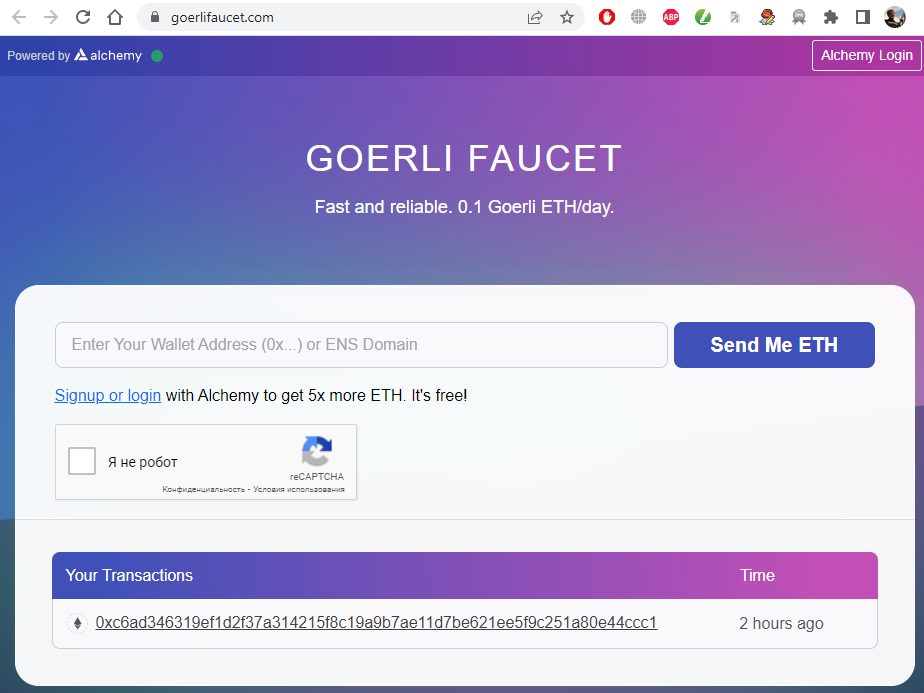 goerlifaucet.com
ABP
Powered by alchemy
Alchemy Login
GOERLI FAUCET
Fast and reliable. 0.1 Goerli ETH/day.
Enter Your Wallet Address (0x...) or ENS Domain
Send Me ETH
Signup or login with Alchemy to get 5x more ETH. It's free!
Я не робот
reCAPTCHA
Конфиденциальность - Условия использования
Your Transactions Time
0xc6ad346319ef1d2f37a314215f8c19a9b7ae11d7be621ee5f9c251a80e44ccc1 2 hours ago